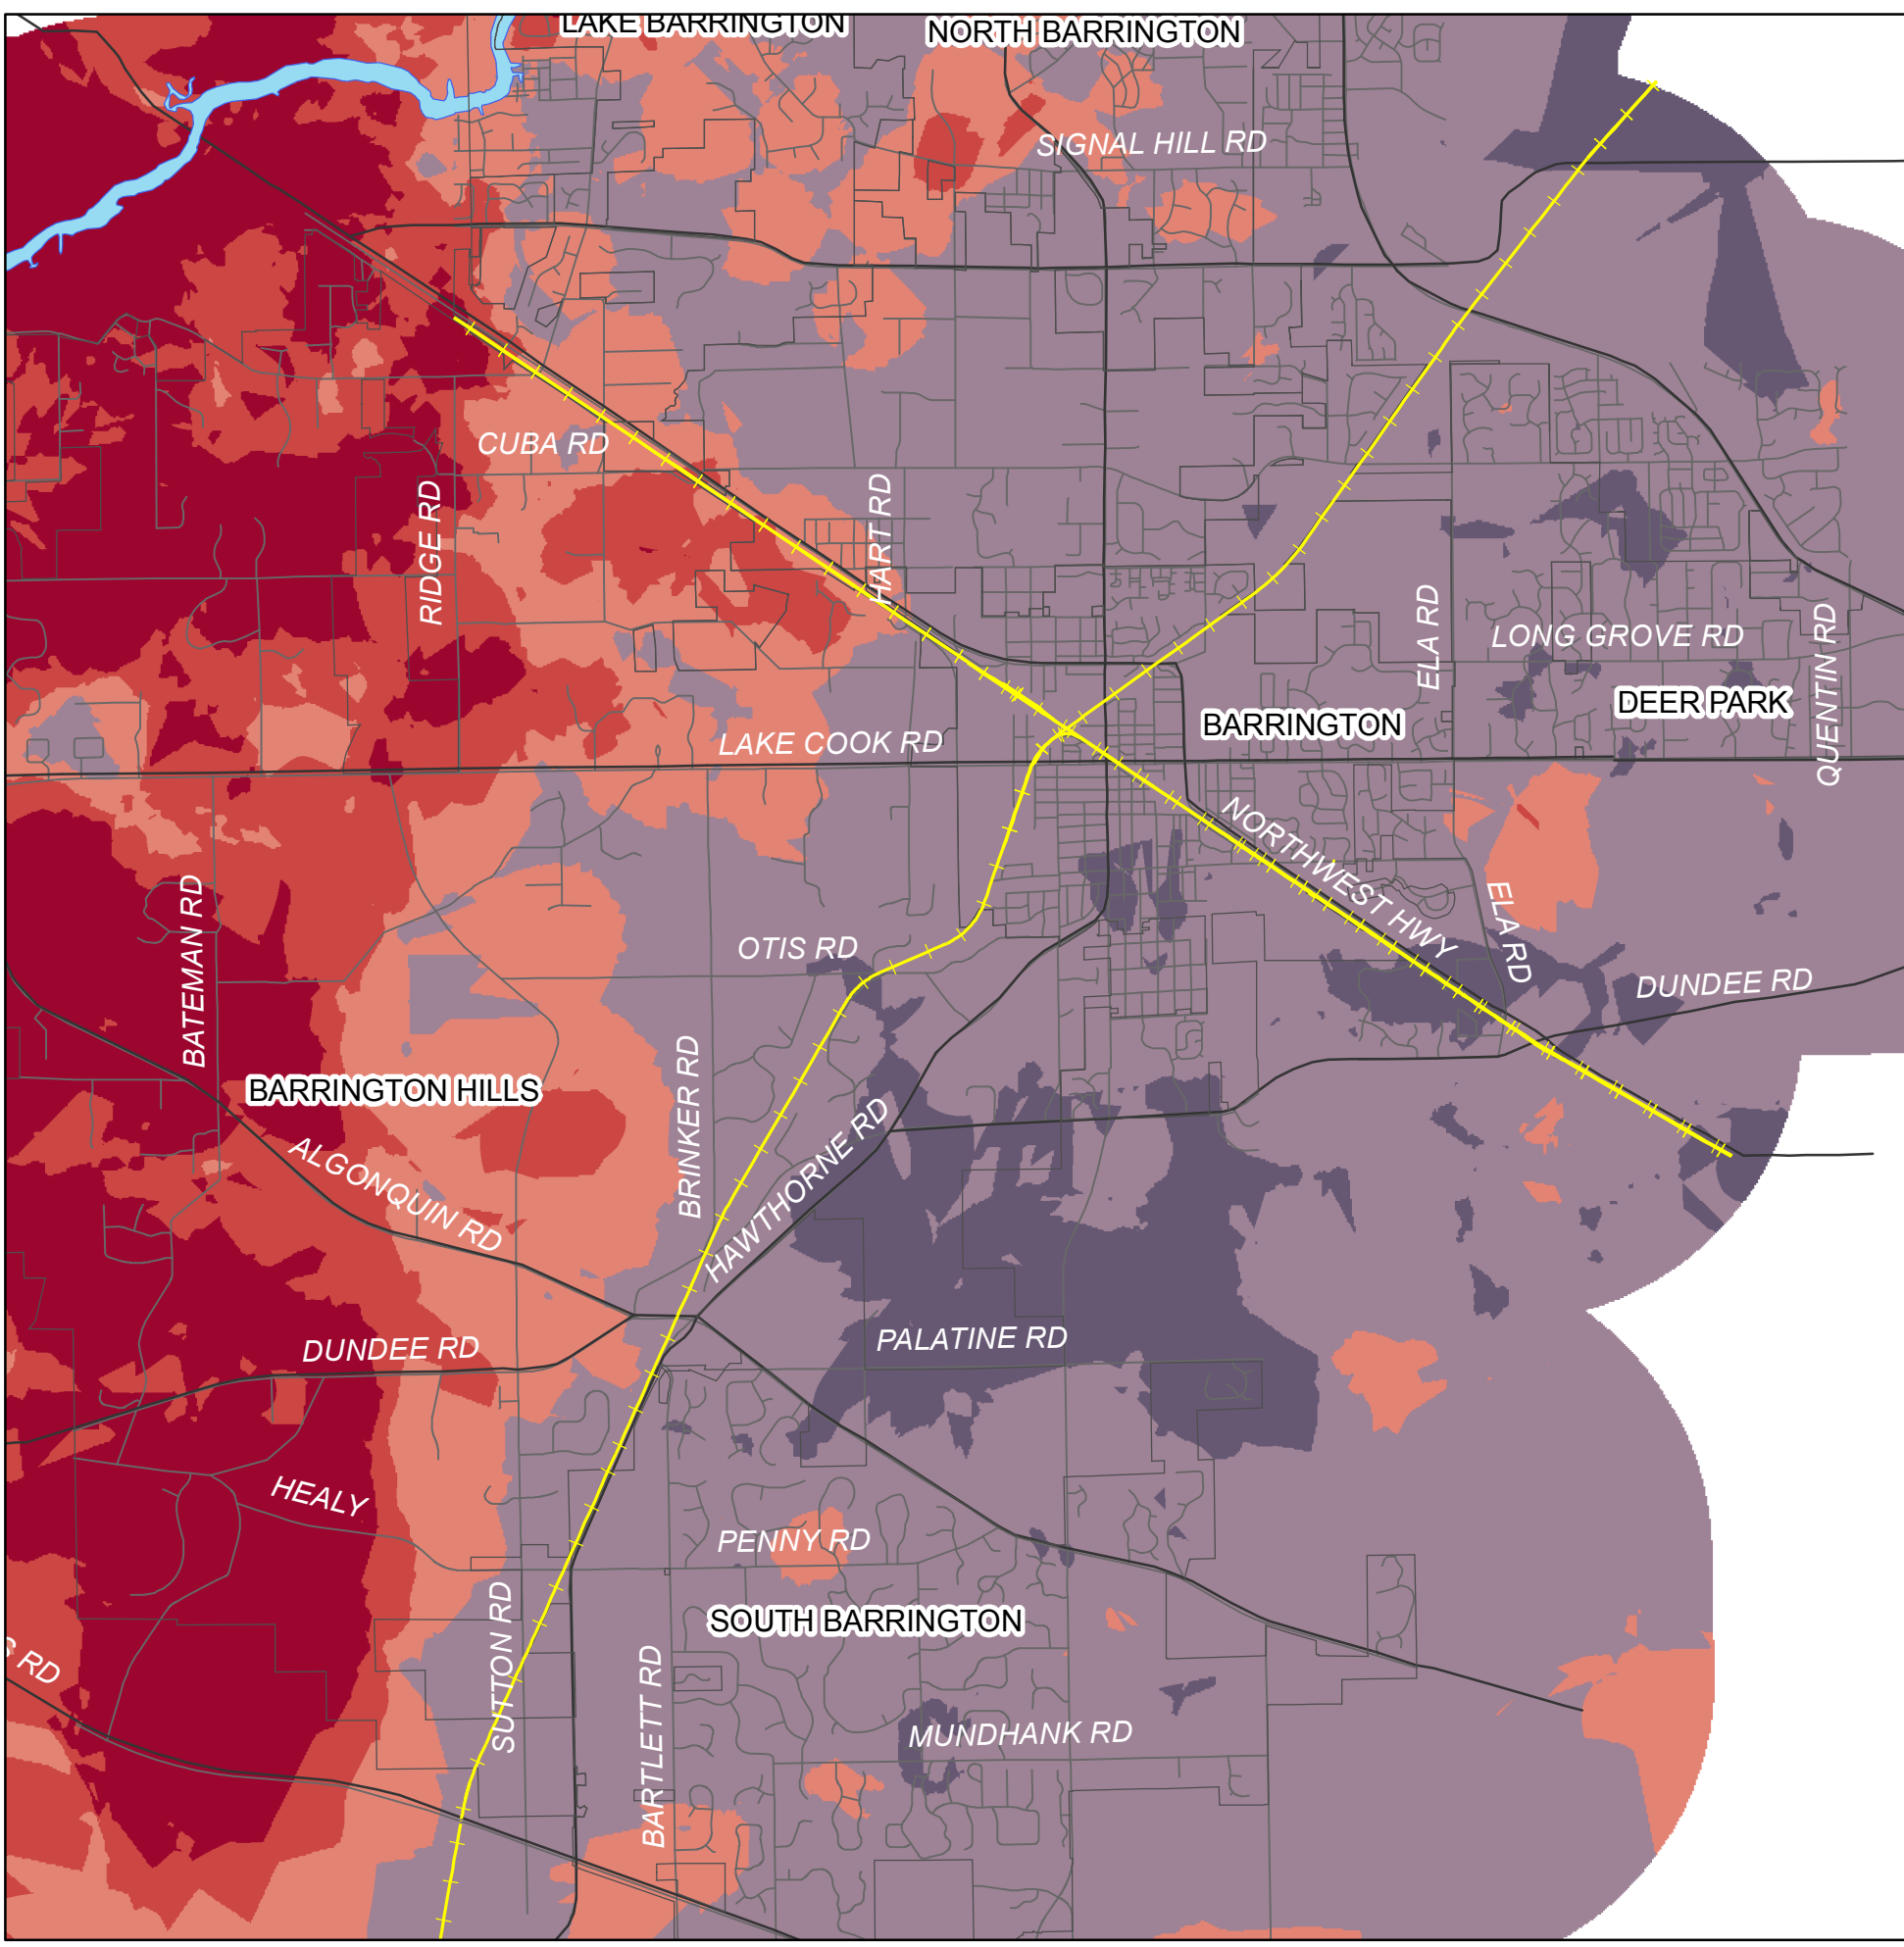 LAKE BARRINGTON
NORTH BARRINGTON
SIGNAL HILL RD
CUBA RD
RIDGE RD
HART RD
ELA RD
LONG GROVE RD
QUENTIN RD
DEER PARK
BARRINGTON
LAKE COOK RD
NORTHWEST HWY
BATEMAN RD
OTIS RD
ELA RD
DUNDEE RD
BRINKER RD
BARRINGTON HILLS
HAWTHORNE RD
ALGONQUIN RD
DUNDEE RD
PALATINE RD
HEALY
PENNY RD
SUTTON RD
SOUTH BARRINGTON
RD
BARTLETT RD
MUNDHANK RD